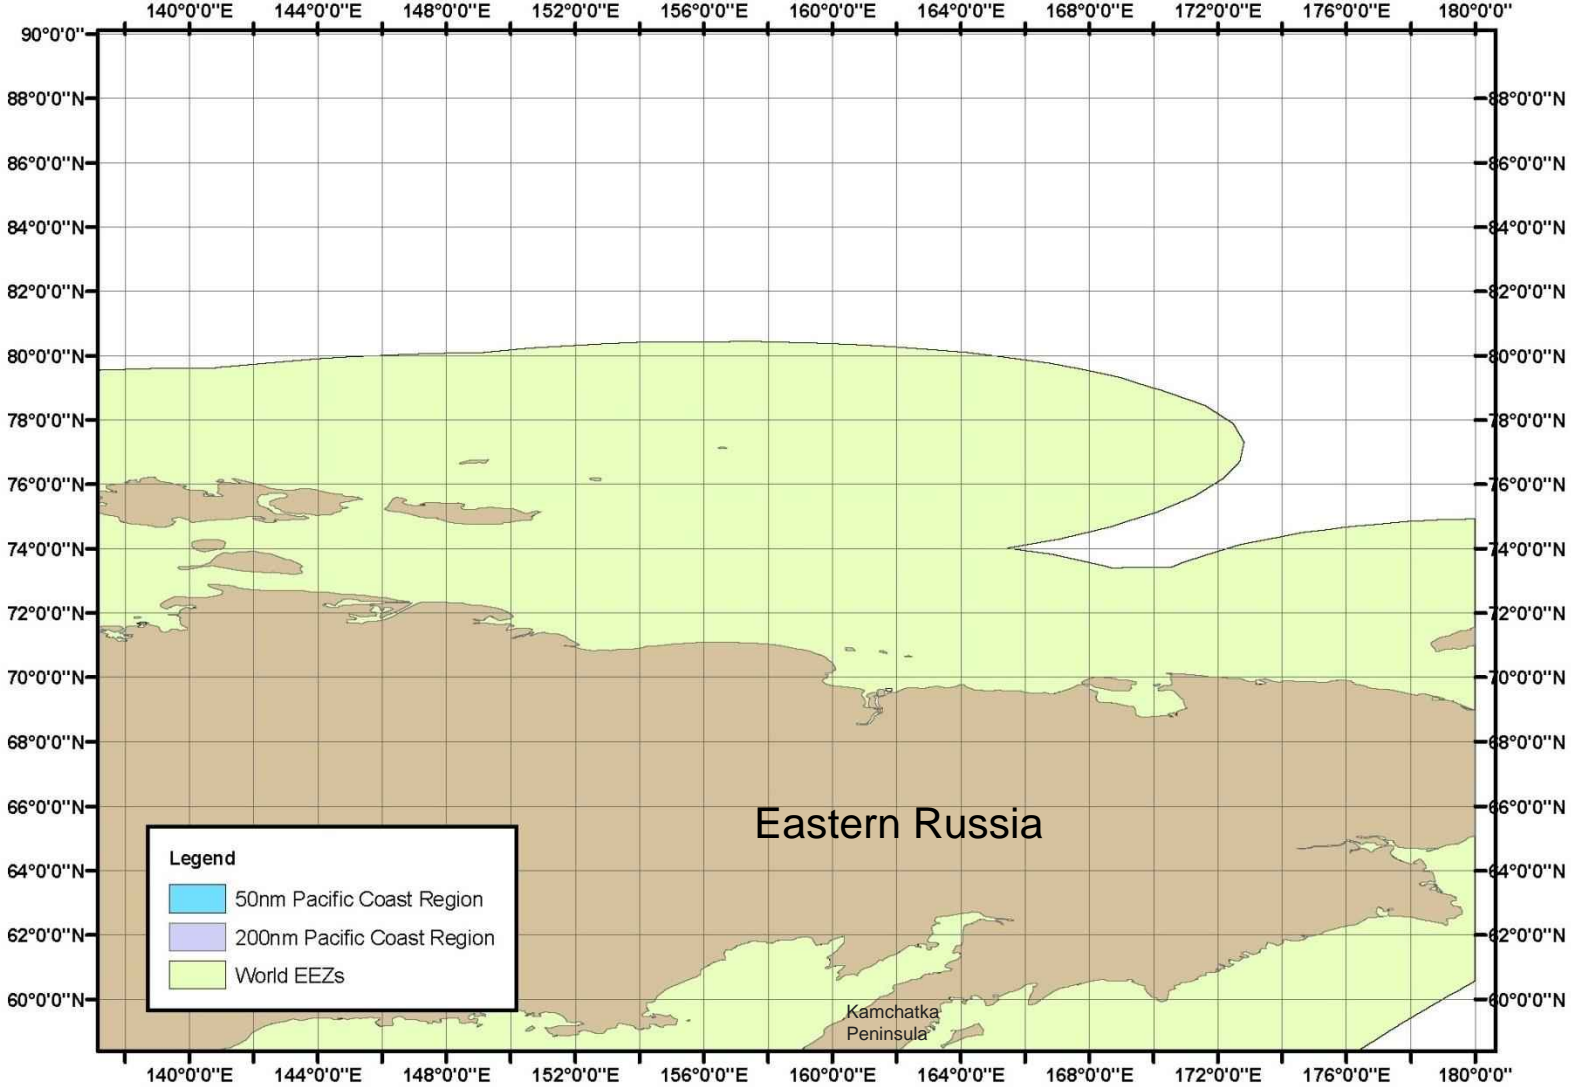 140°0'0"E 144°0'0"E 148°0'0"E 152°0'0"E 156°0'0"E 160°0'0"E 164°0'0"E 168°0'0"E 172°0'0"E 176°0'0"E 180°0'0"
90°0'0"N
88°0'0"N 88°0'0"N
86°0'0"N 86°0'0"N
84°0'0"N 84°0'0"N
82°0'0"N 82°0'0"N
80°0'0"N 80°0'0"N
78°0'0"N 78°0'0"N
76°0'0"N 76°0'0"N
74°0'0"N 74°0'0"N
72°0'0"N 72°0'0"N
70°0'0"N 70°0'0"N
68°0'0"N 68°0'0"N
66°0'0"N 66°0'0"N
Eastern Russia
64°0'0"N 64°0'0"N
62°0'0"N 62°0'0"N
60°0'0"N 60°0'0"N
Legend
50nm Pacific Coast Region
200nm Pacific Coast Region
World EEZs
Kamchatka
Peninsula
140°0'0"E 144°0'0"E 148°0'0"E 152°0'0"E 156°0'0"E 160°0'0"E 164°0'0"E 168°0'0"E 172°0'0"E 176°0'0"E 180°0'0"